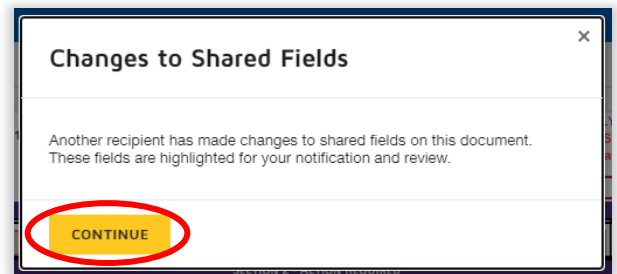 Changes to Shared Fields
×
Another recipient has made changes to shared fields on this document.
These fields are highlighted for your notification and review.
CONTINUE